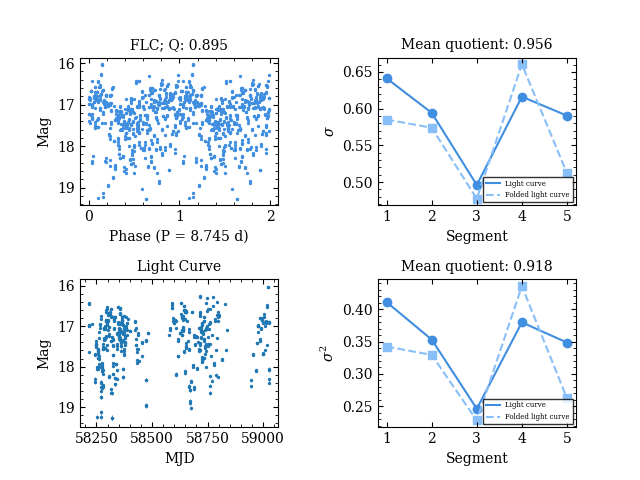 FLC; Q: 0.895
Mag
16
17
18
19
0
1
2
Phase (P = 8.745 d)
Mean quotient: 0.956
σ
0.65
0.60
0.55
0.50
Light curve
Folded light curve
1 2 3 4 5
Segment
Light Curve
Mag
16
17
18
19
58250 58500 58750 59000
MJD
Mean quotient: 0.918
σ²
0.40
0.35
0.30
0.25
Light curve
Folded light curve
1 2 3 4 5
Segment